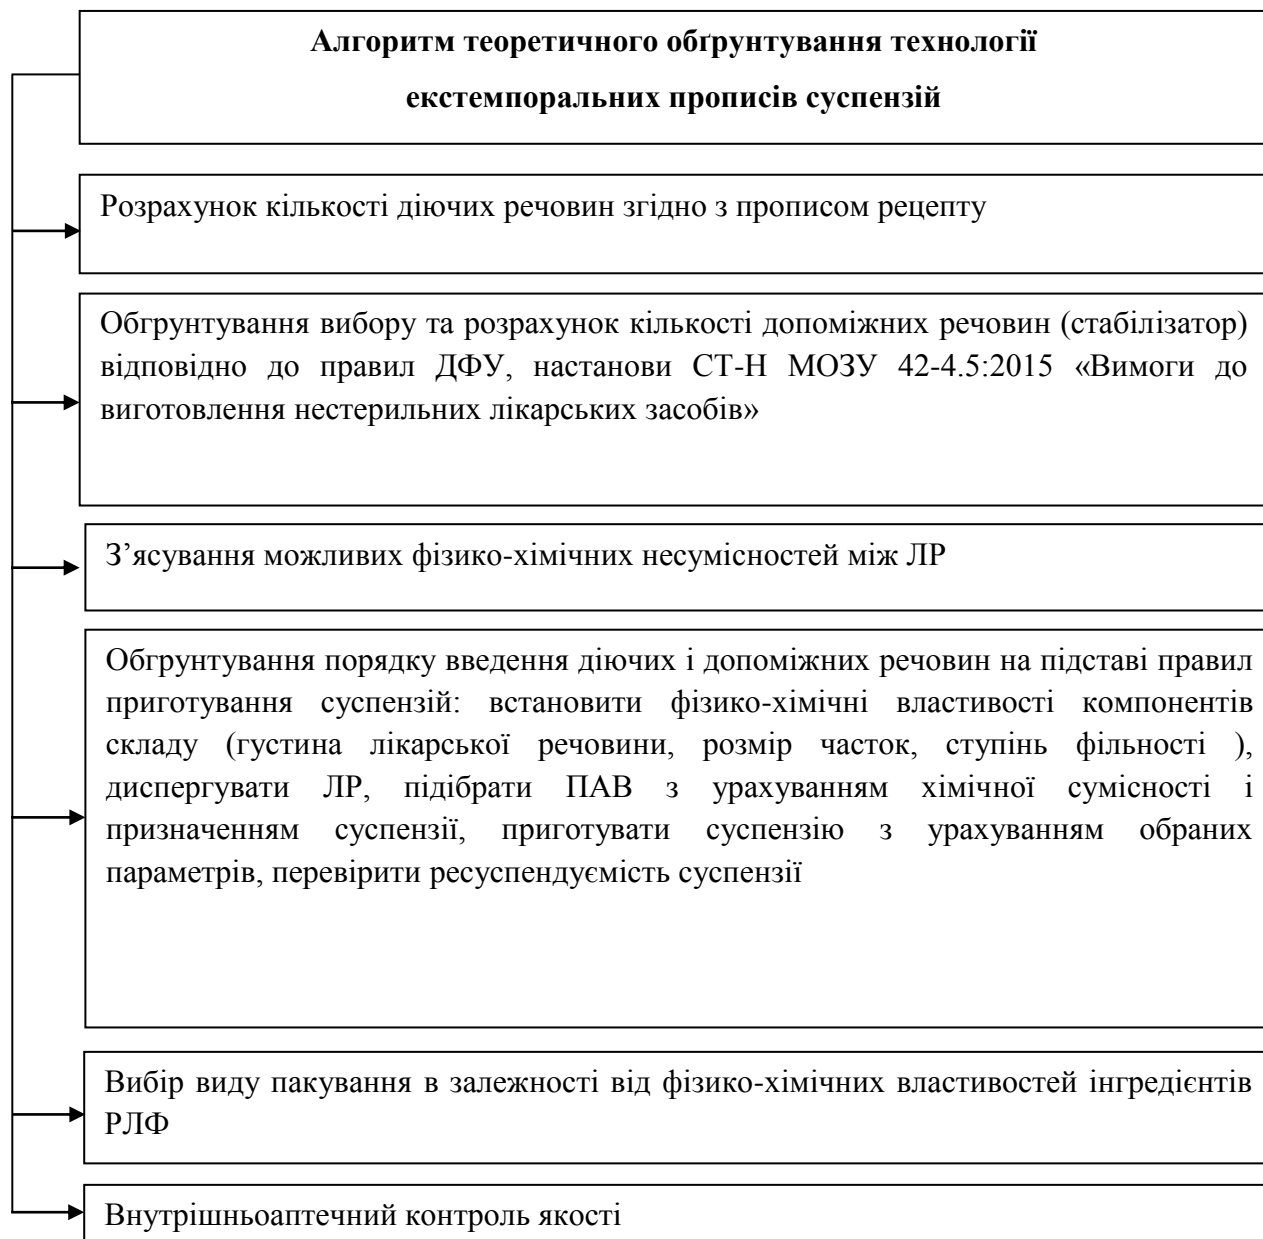 Алгоритм теоретичного обґрунтування технології
екстемпоральних прописів суспензій
Розрахунок кількості діючих речовин згідно з прописом рецепту
Обгрунтування вибору та розрахунок кількості допоміжних речовин (стабілізатор)
відповідно до правил ДФУ, настанови СТ-Н МОЗУ 42-4.5:2015 «Вимоги до
виготовлення нестерильних лікарських засобів»
З’ясування можливих фізико-хімічних несумісностей між ЛР
Обгрунтування порядку введення діючих і допоміжних речовин на підставі правил
приготування суспензій: встановити фізико-хімічні властивості компонентів
складу (густина лікарської речовини, розмір часток, ступінь фільності ),
диспергувати ЛР, підібрати ПАВ з урахуванням хімічної сумісності і
призначенням суспензії, приготувати суспензію з урахуванням обраних
параметрів, перевірити ресуспендуємість суспензії
Вибір виду пакування в залежності від фізико-хімічних властивостей інгредієнтів
РЛФ
Внутрішньоаптечний контроль якості